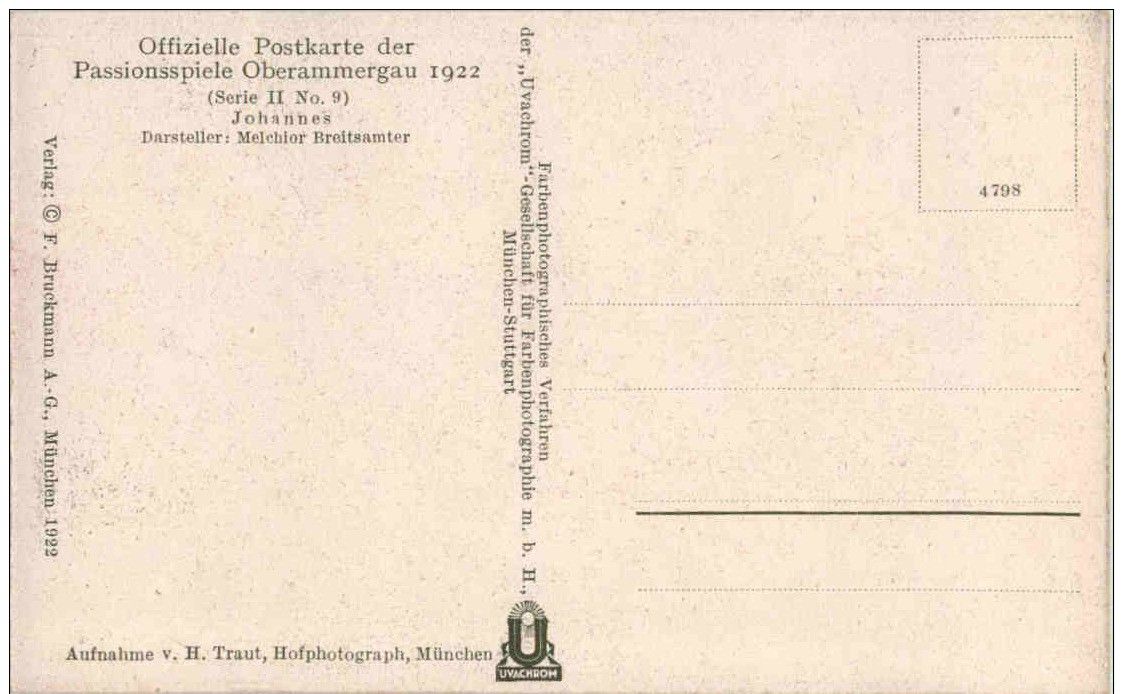 Offizielle Postkarte der
Passionsspiele Oberammergau 1922
(Serie II No. 9)
Johannes
Darsteller: Melchior Breitsamter
Verlag: © F. Bruckmann A.-G., München 1922
Aufnahme v. H. Traut, Hofphotograph, München
Farbenphotographisches Verfahren
der „Uvachrom“-Gesellschaft für Farbenphotographie m. b. H.,
München-Stuttgart
U
UVACHROM
4798